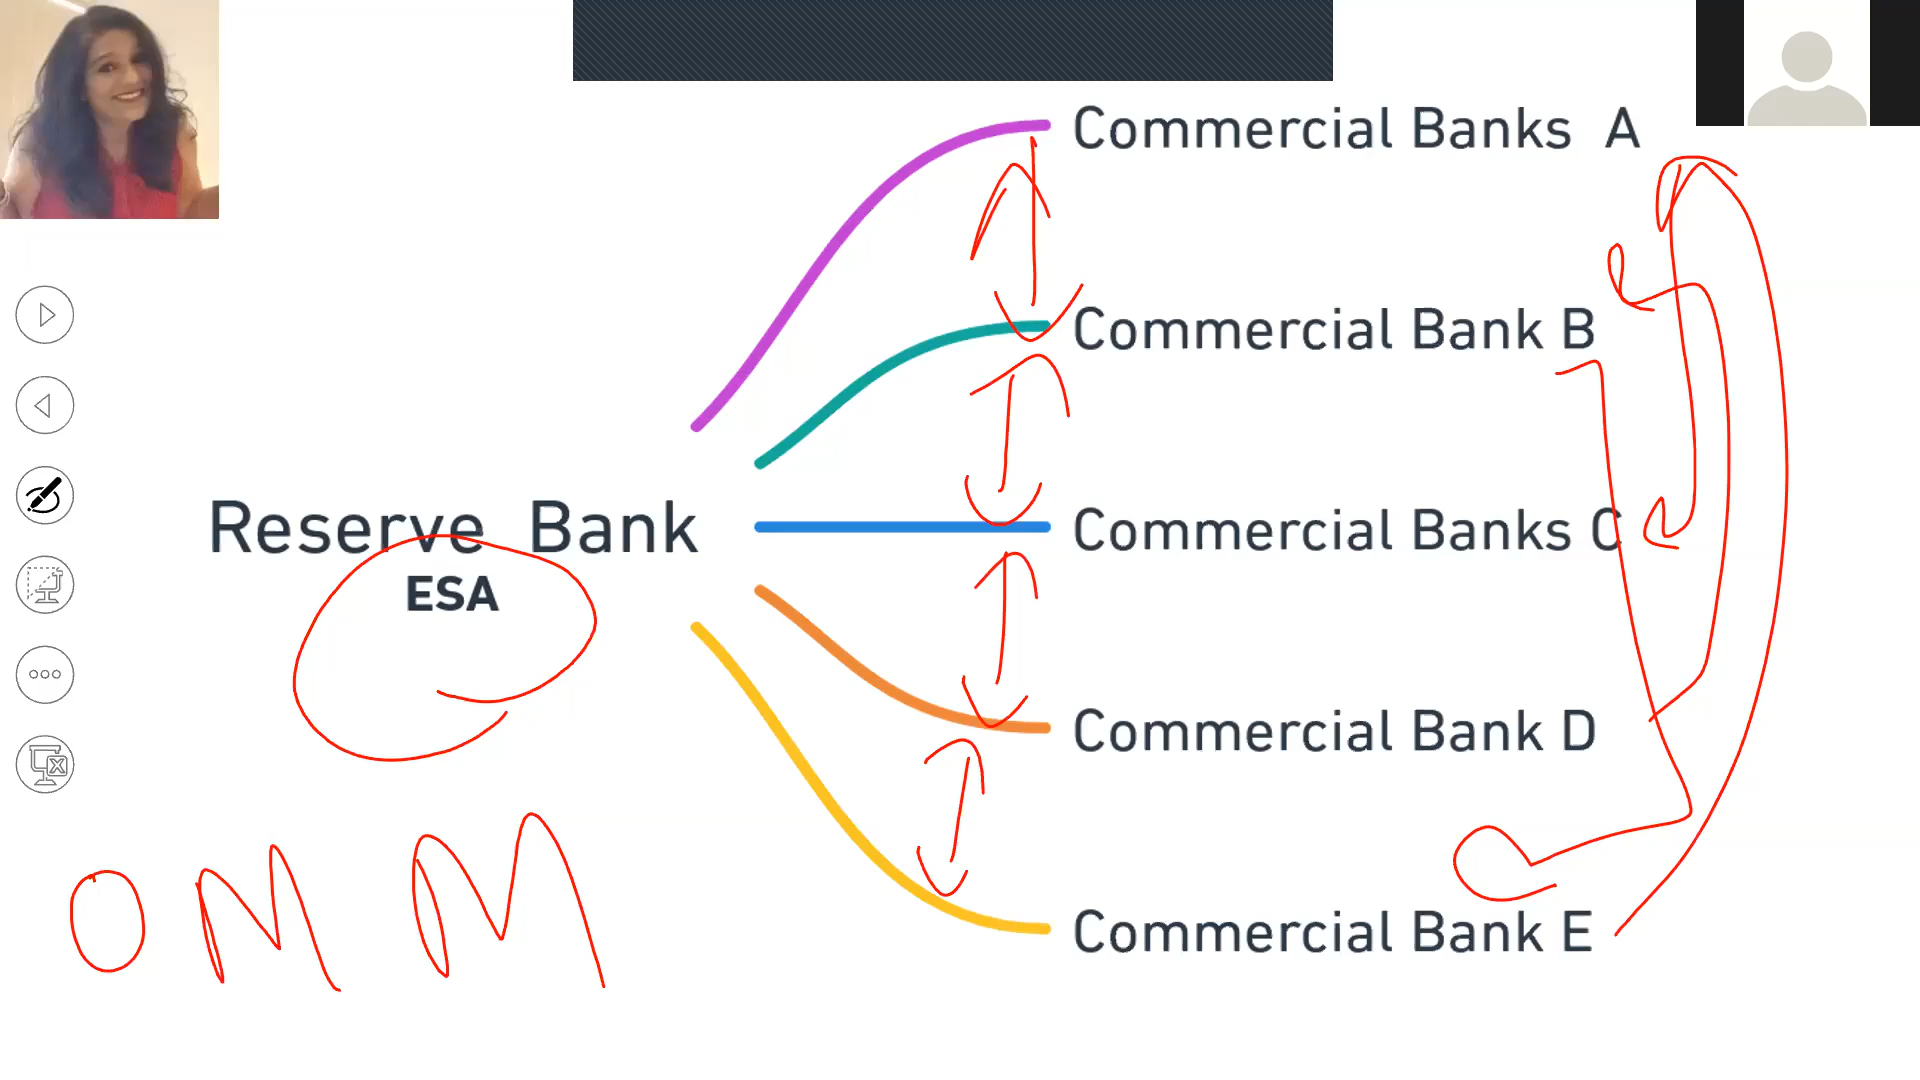 Commercial Banks A
Commercial Bank B
Reserve Bank
ESA
Commercial Banks C
Commercial Bank D
Commercial Bank E
OMM